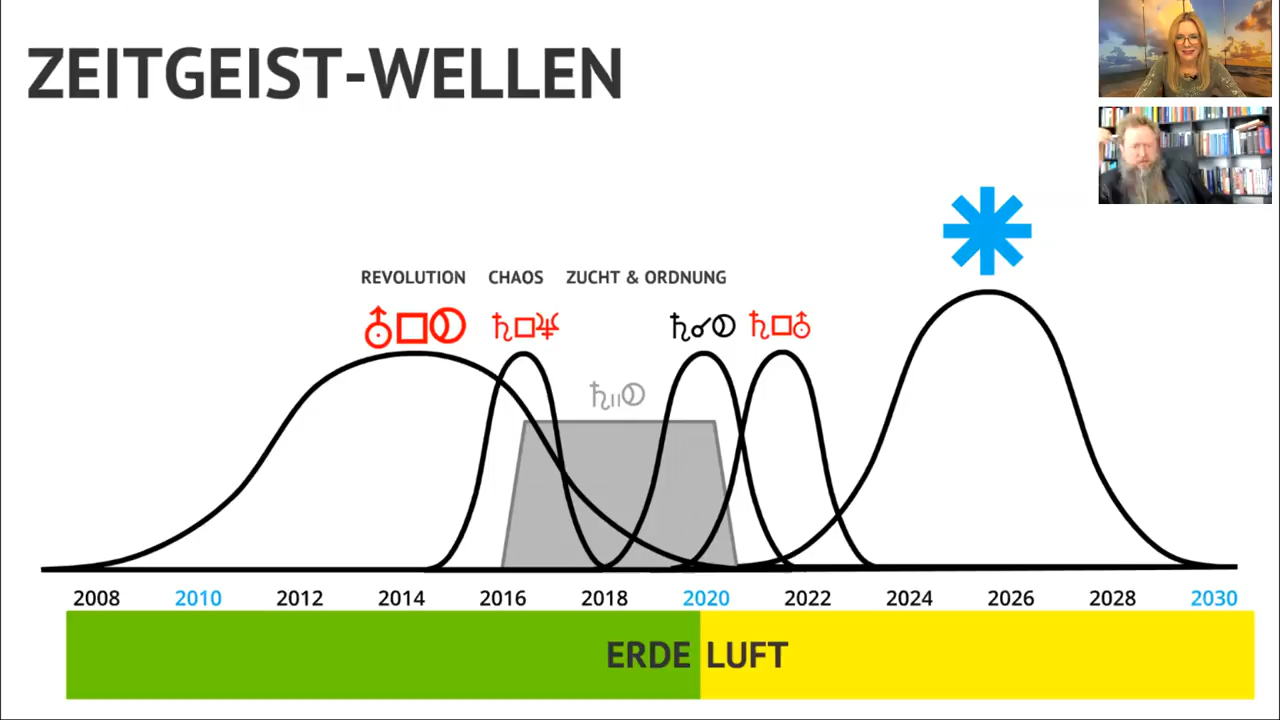 ZEITGEIST-WELLEN
REVOLUTION CHAOS ZUCHT & ORDNUNG
2008 2010 2012 2014 2016 2018 2020 2022 2024 2026 2028 2030
ERDE LUFT